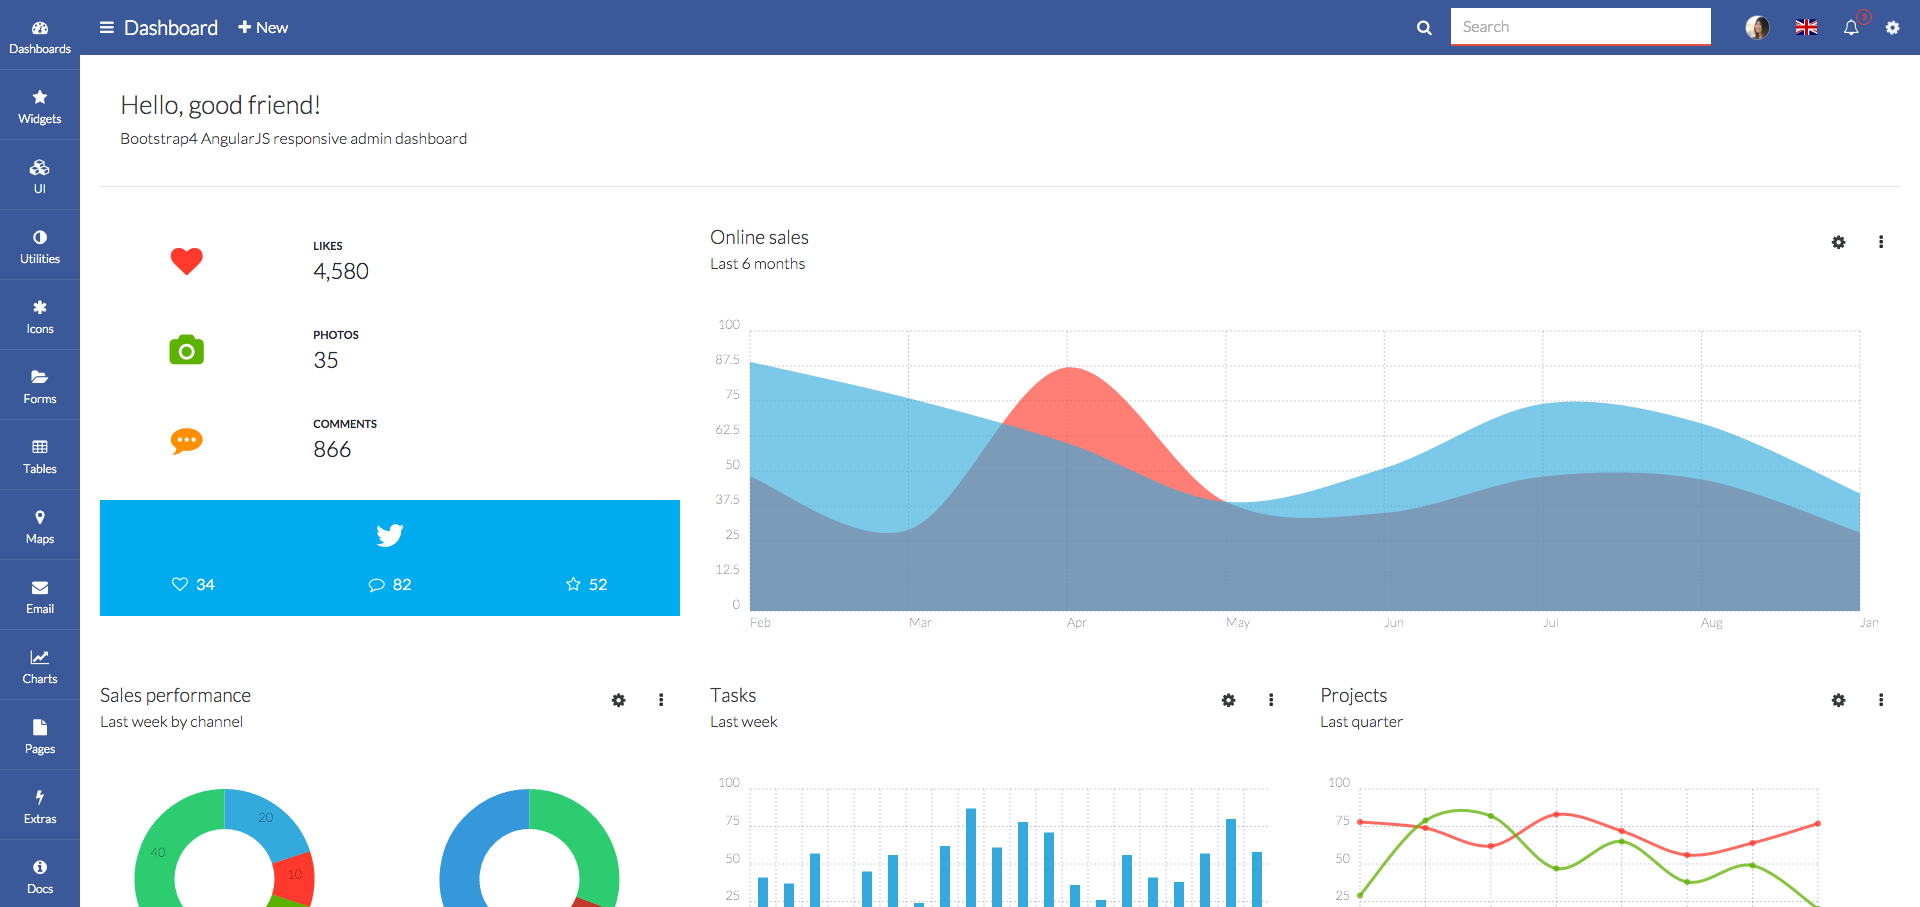 Dashboards
Widgets
UI
Utilities
Icons
Forms
Tables
Maps
Email
Charts
Pages
Extras
Docs
Dashboard New
Search
3
Hello, good friend!
Bootstrap4 AngularJS responsive admin dashboard
LIKES
4,580
PHOTOS
35
COMMENTS
866
34 82 52
Online sales
Last 6 months
100
87.5
75
62.5
50
37.5
25
12.5
0
Feb Mar Apr May Jun Jul Aug Jan
Sales performance
Last week by channel
20
40
10
Tasks
Last week
100
75
50
25
Projects
Last quarter
100
75
50
25